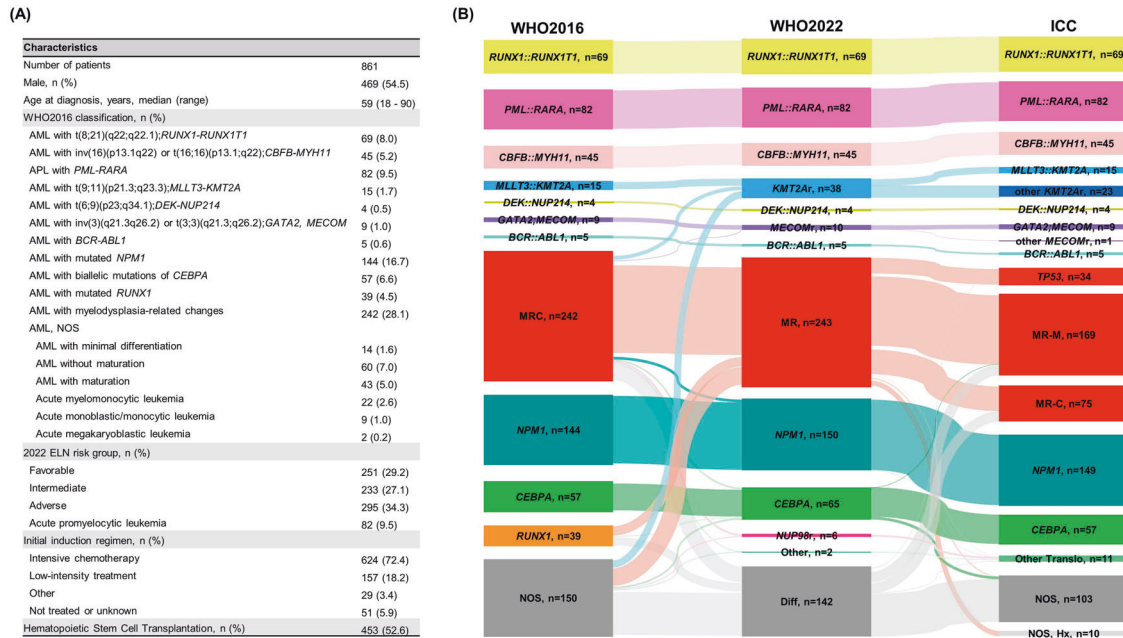 (A)
Characteristics
Number of patients 861
Male, n (%) 469 (54.5)
Age at diagnosis, years, median (range) 59 (18 - 90)
WHO2016 classification, n (%)
AML with t(8;21)(q22;q22.1);RUNX1-RUNX1T1 69 (8.0)
AML with inv(16)(p13.1q22) or t(16;16)(p13.1;q22);CBFB-MYH11 45 (5.2)
APL with PML-RARA 82 (9.5)
AML with t(9;11)(p21.3;q23.3);MLLT3-KMT2A 15 (1.7)
AML with t(6;9)(p23;q34.1);DEK-NUP214 4 (0.5)
AML with inv(3)(q21.3q26.2) or t(3;3)(q21.3;q26.2);GATA2, MECOM 9 (1.0)
AML with BCR-ABL1 5 (0.6)
AML with mutated NPM1 144 (16.7)
AML with biallelic mutations of CEBPA 57 (6.6)
AML with mutated RUNX1 39 (4.5)
AML with myelodysplasia-related changes 242 (28.1)
AML, NOS
AML with minimal differentiation 14 (1.6)
AML without maturation 60 (7.0)
AML with maturation 43 (5.0)
Acute myelomonocytic leukemia 22 (2.6)
Acute monoblastic/monocytic leukemia 9 (1.0)
Acute megakaryoblastic leukemia 2 (0.2)
2022 ELN risk group, n (%)
Favorable 251 (29.2)
Intermediate 233 (27.1)
Adverse 295 (34.3)
Acute promyelocytic leukemia 82 (9.5)
Initial induction regimen, n (%)
Intensive chemotherapy 624 (72.4)
Low-intensity treatment 157 (18.2)
Other 29 (3.4)
Not treated or unknown 51 (5.9)
Hematopoietic Stem Cell Transplantation, n (%) 453 (52.6)
(B)
WHO2016
RUNX1::RUNX1T1, n=69
PML::RARA, n=82
CBFB::MYH11, n=45
MLLT3::KMT2A, n=15
DEK::NUP214, n=4
GATA2;MECOM, n=9
BCR::ABL1, n=5
MRC, n=242
NPM1, n=144
CEBPA, n=57
RUNX1, n=39
NOS, n=150
WHO2022
RUNX1::RUNX1T1, n=69
PML::RARA, n=82
CBFB::MYH11, n=45
KMT2Ar, n=38
DEK::NUP214, n=4
MECOMr, n=10
BCR::ABL1, n=5
MR, n=243
NPM1, n=150
CEBPA, n=65
NUP98r, n=6
Other, n=2
Diff, n=142
ICC
RUNX1::RUNX1T1, n=69
PML::RARA, n=82
CBFB::MYH11, n=45
MLLT3::KMT2A, n=15
other KMT2Ar, n=23
DEK::NUP214, n=4
GATA2;MECOM, n=9
other MECOMr, n=1
BCR::ABL1, n=5
TP53, n=34
MR-M, n=169
MR-C, n=75
NPM1, n=149
CEBPA, n=57
Other Translo, n=11
NOS, n=103
NOS, Hx, n=10